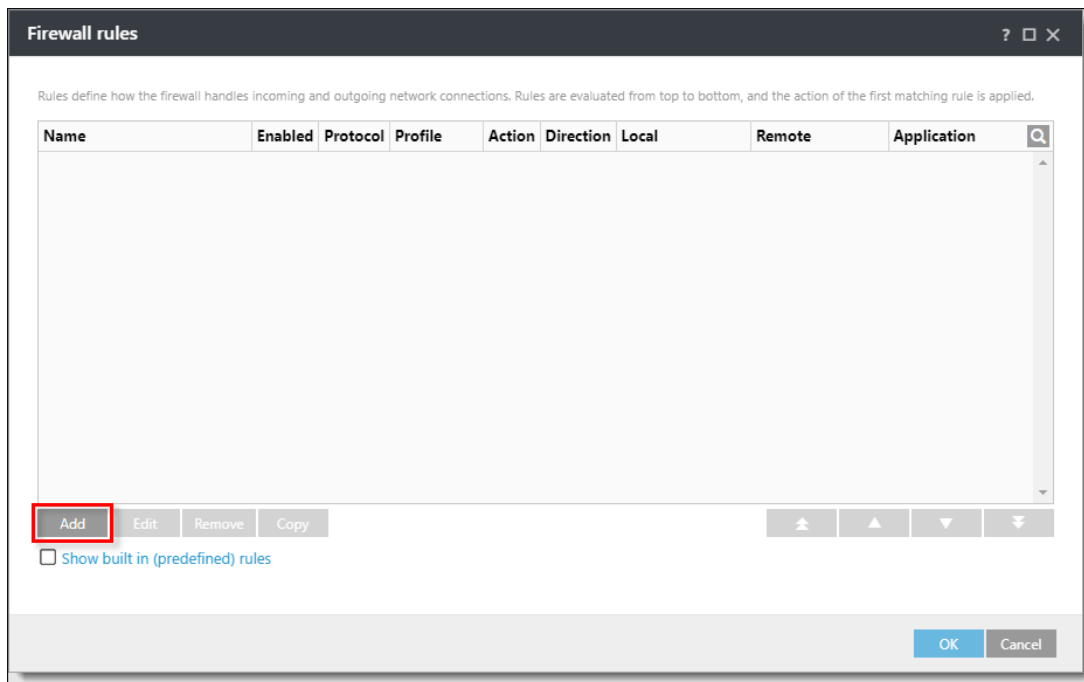 Firewall rules ?
Rules define how the firewall handles incoming and outgoing network connections. Rules are evaluated from top to bottom, and the action of the first matching rule is applied.
Name Enabled Protocol Profile Action Direction Local Remote Application
Add Edit Remove Copy
Show built in (predefined) rules
OK Cancel